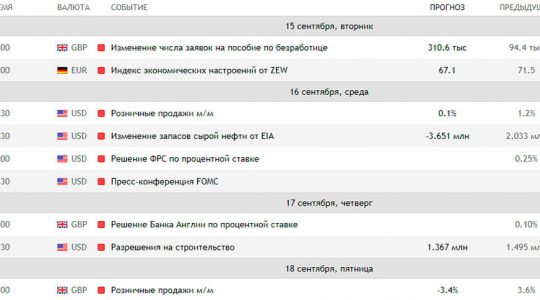 ЕМЯ ВАЛЮТА СОБЫТИЕ ПРОГНОЗ ПРЕДЫДУЩ
15 сентября, вторник
00 GBP Изменение числа заявок на пособие по безработице 310.6 тыс 94.4 тыс
00 EUR Индекс экономических настроений от ZEW 67.1 71.5
16 сентября, среда
30 USD Розничные продажи м/м 0.1% 1.2%
30 USD Изменение запасов сырой нефти от EIA -3.651 млн 2.033 мл
00 USD Решение ФРС по процентной ставке 0.25%
30 USD Пресс-конференция FOMC
17 сентября, четверг
00 GBP Решение Банка Англии по процентной ставке 0.10%
30 USD Разрешения на строительство 1.367 млн 1.495 мл
18 сентября, пятница
00 GBP Розничные продажи м/м -3.4% 3.6%